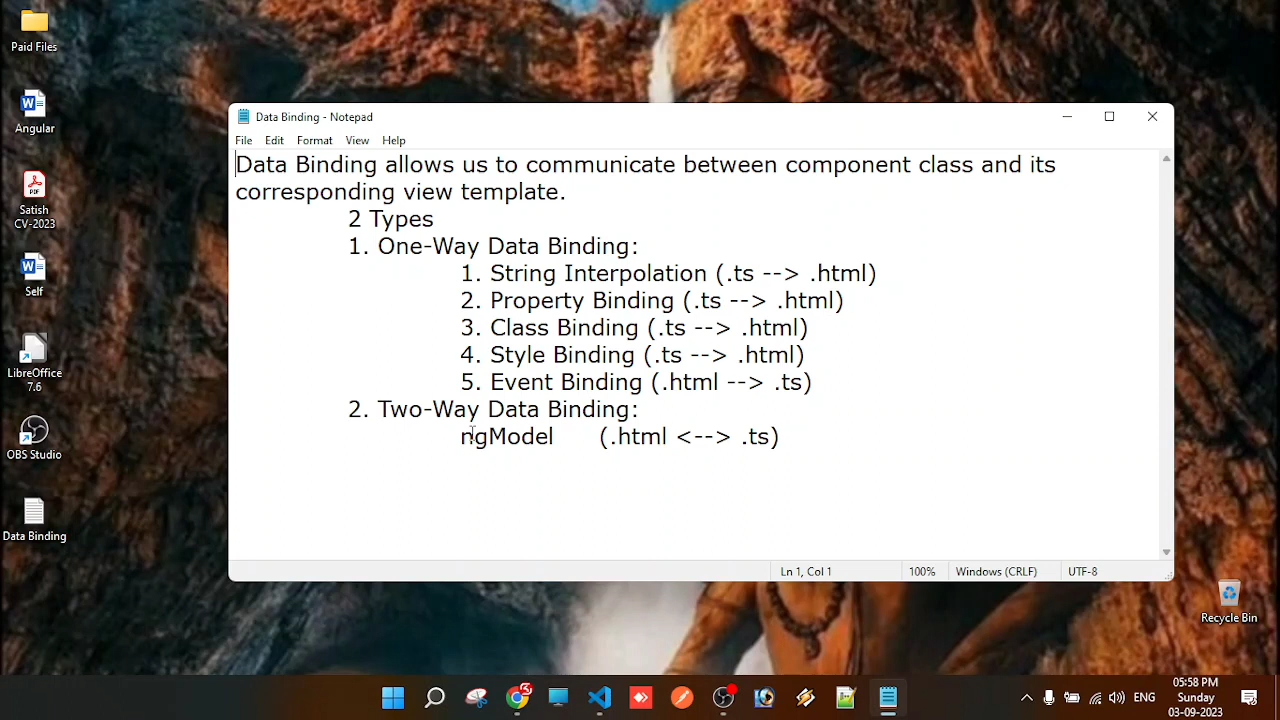 Paid Files
Angular
Satish
CV-2023
Self
LibreOffice
7.6
OBS Studio
Data Binding
Data Binding - Notepad
File Edit Format View Help
Data Binding allows us to communicate between component class and its
corresponding view template.
2 Types
1. One-Way Data Binding:
1. String Interpolation (.ts --> .html)
2. Property Binding (.ts --> .html)
3. Class Binding (.ts --> .html)
4. Style Binding (.ts --> .html)
5. Event Binding (.html --> .ts)
2. Two-Way Data Binding:
ngModel (.html <--> .ts)
Ln 1, Col 1 100% Windows (CRLF) UTF-8
Recycle Bin
ENG
05:58 PM
Sunday
03-09-2023